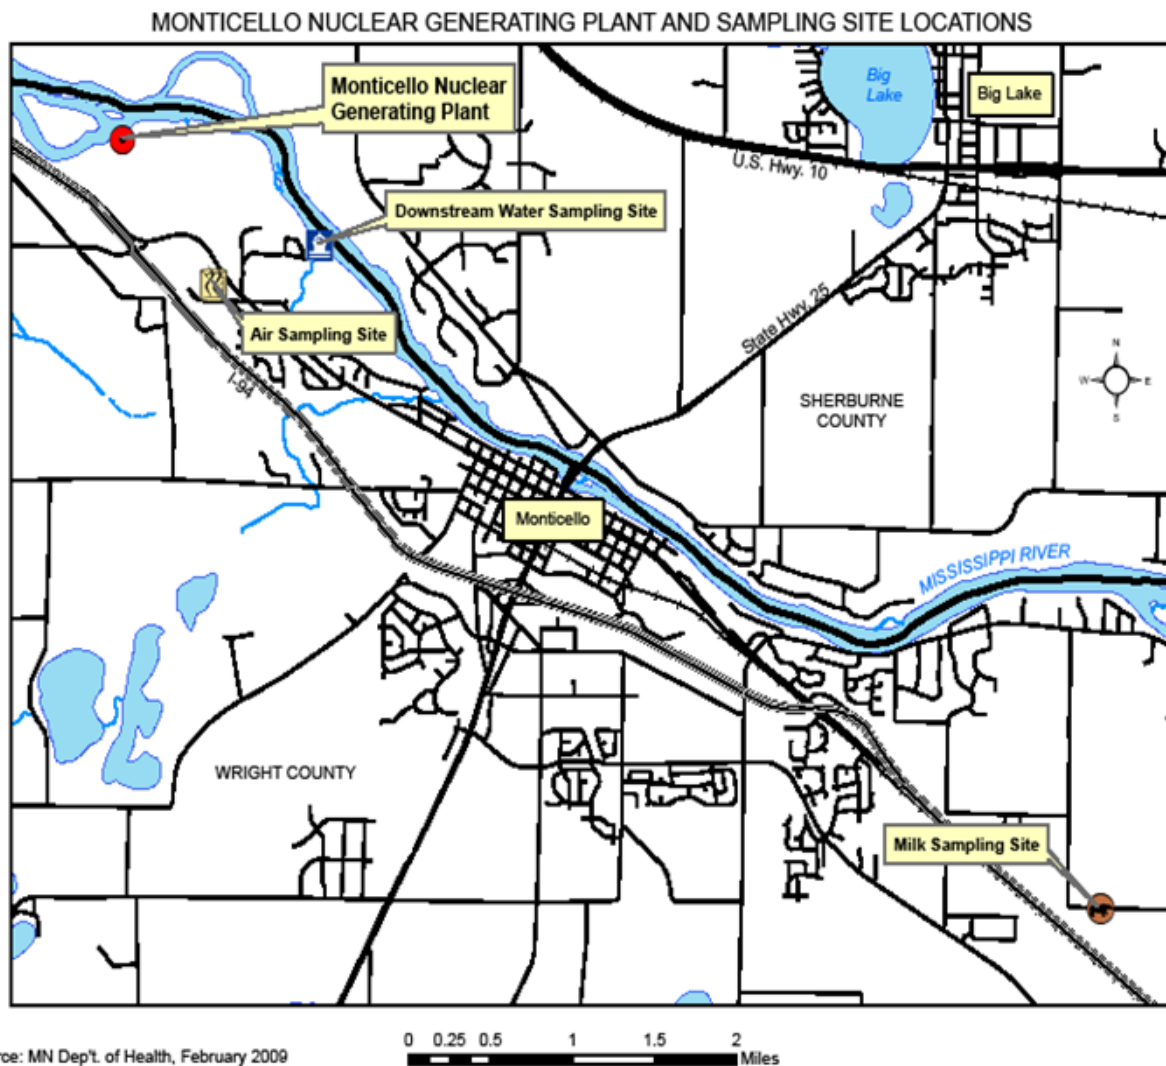 MONTICELLO NUCLEAR GENERATING PLANT AND SAMPLING SITE LOCATIONS
Monticello Nuclear
Generating Plant
Big
Lake
Big Lake
U.S. Hwy. 10
Downstream Water Sampling Site
Air Sampling Site
State Hwy. 25
I-94
N
W
E
S
SHERBURNE
COUNTY
Monticello
MISSISSIPPI RIVER
WRIGHT COUNTY
Milk Sampling Site
rce: MN Dep't. of Health, February 2009
0 0.25 0.5 1 1.5 2
Miles